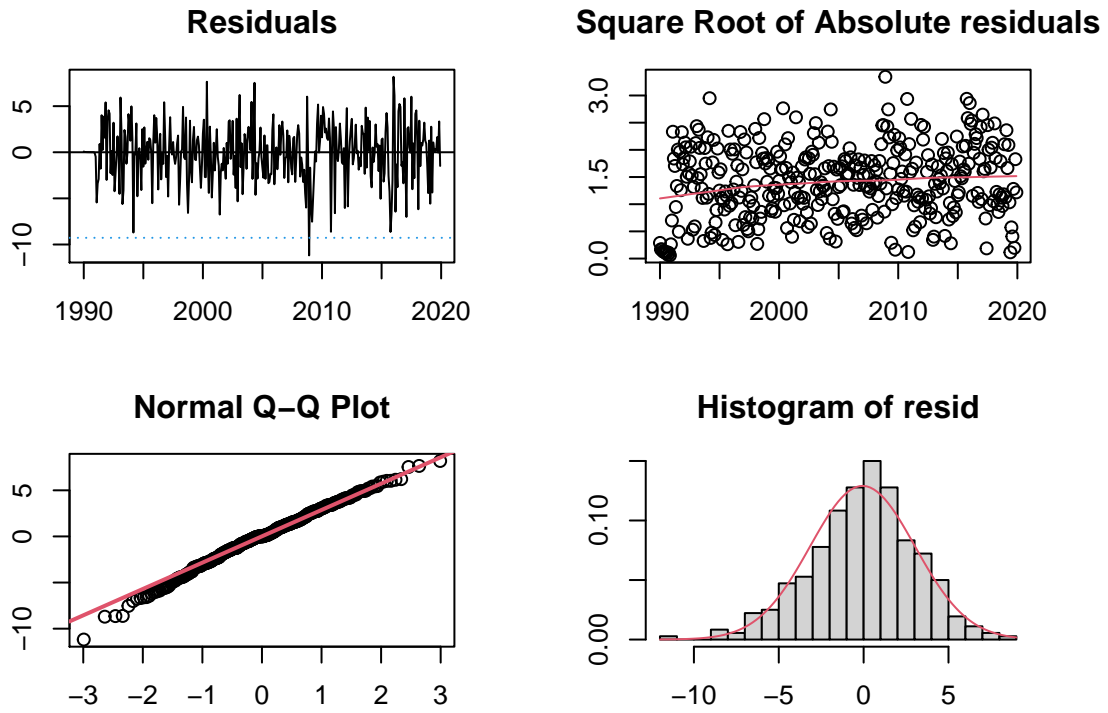 Residuals
5
0
−10
1990 2000 2010 2020
Square Root of Absolute residuals
3.0
1.5
0.0
1990 2000 2010 2020
Normal Q−Q Plot
5
0
−10
−3 −2 −1 0 1 2 3
Histogram of resid
0.10
0.00
−10 −5 0 5